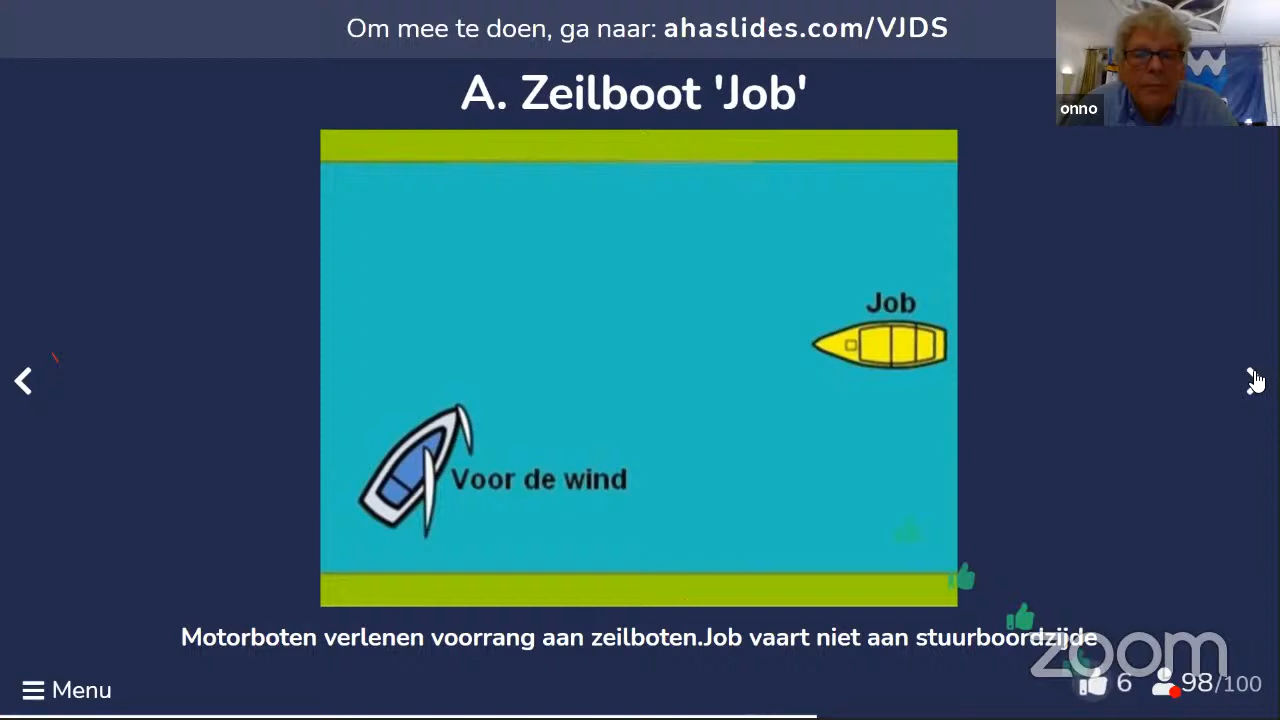 Om mee te doen, ga naar: ahaslides.com/VJDS
onno
A. Zeilboot 'Job'
Job
Voor de wind
Motorboten verlenen voorrang aan zeilboten.Job vaart niet aan stuurboordzijde
zoom
Menu
6
98/100